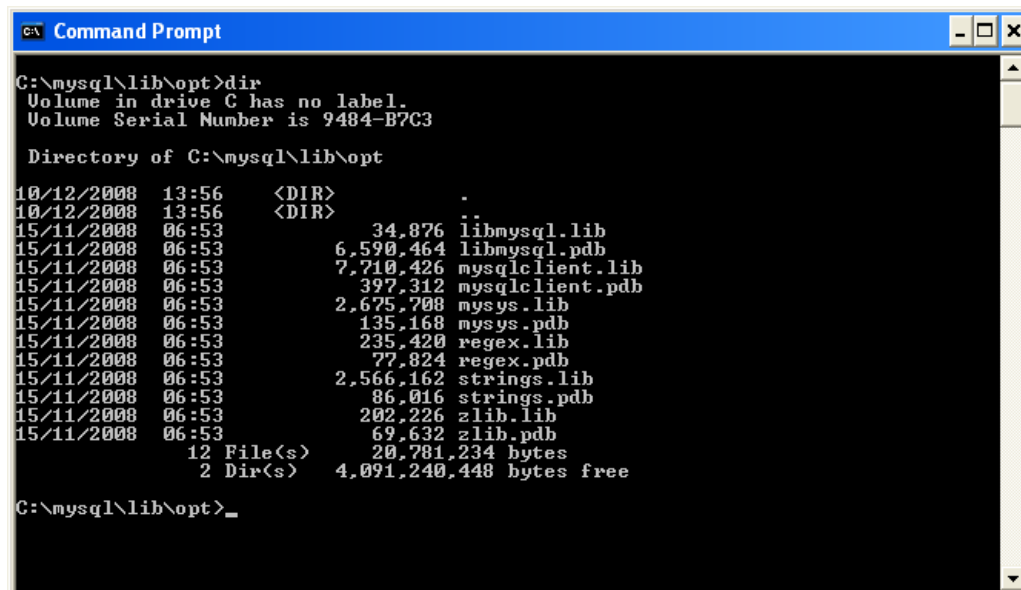 Command Prompt
C:\mysql\lib\opt>dir
Volume in drive C has no label.
Volume Serial Number is 9484-B7C3
Directory of C:\mysql\lib\opt
10/12/2008  13:56    <DIR>          .
10/12/2008  13:56    <DIR>          ..
15/11/2008  06:53            34,876 libmysql.lib
15/11/2008  06:53         6,590,464 libmysql.pdb
15/11/2008  06:53         7,710,426 mysqlclient.lib
15/11/2008  06:53           397,312 mysqlclient.pdb
15/11/2008  06:53         2,675,708 mysys.lib
15/11/2008  06:53           135,168 mysys.pdb
15/11/2008  06:53           235,420 regex.lib
15/11/2008  06:53            77,824 regex.pdb
15/11/2008  06:53         2,566,162 strings.lib
15/11/2008  06:53            86,016 strings.pdb
15/11/2008  06:53           202,226 zlib.lib
15/11/2008  06:53            69,632 zlib.pdb
12 File(s)     20,781,234 bytes
2 Dir(s)   4,091,240,448 bytes free
C:\mysql\lib\opt>_